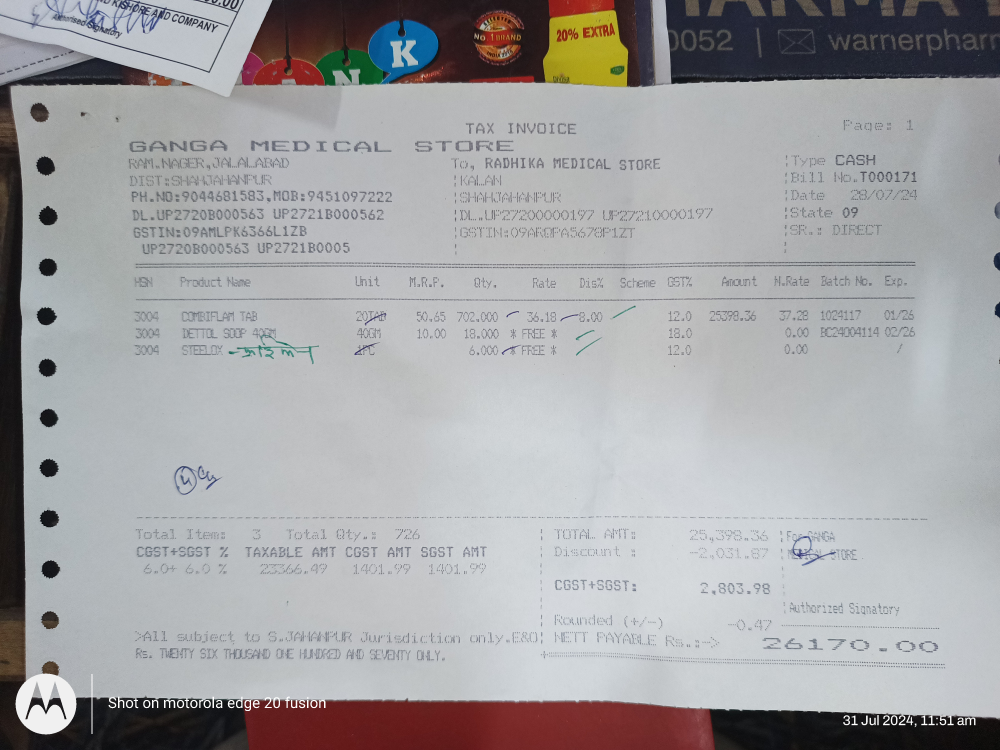 KISHORE AND COMPANY
Authorised Signatory
N
K
NO.1 BRAND
20% EXTRA
0052 | warnerpharm
TAX INVOICE
Page: 1
GANGA MEDICAL STORE
RAM.NAGER,JALALABAD
DIST:SHAHJAHANPUR
PH.NO:9044681583,MOB:9451097222
DL.UP2720B000563 UP2721B000562
GSTIN:09AMLPK6366L1ZB
UP2720B000563 UP2721B0005
To, RADHIKA MEDICAL STORE
KALAN
SHAHJAHANPUR
DL.UP27200000197 UP27210000197
GSTIN:09ARQPA5678P1ZT
Type CASH
Bill No.T000171
Date 28/07/24
State 09
SR.: DIRECT
HSN Product Name Unit M.R.P. Qty. Rate Dis% Scheme GST% Amount N.Rate Batch No. Exp.
3004 COMBIFLAM TAB 20TAB 50.65 702.000 36.18 8.00 12.0 25398.36 37.28 1024117 01/26
3004 DETTOL SOOP 40GM 40GM 10.00 18.000 * FREE * 18.0 0.00 BC24004114 02/26
3004 STEELOX 1PC 6.000 * FREE * 12.0 0.00 /
Total Item: 3 Total Qty.: 726
CGST+SGST % TAXABLE AMT CGST AMT SGST AMT
6.0+ 6.0 % 23366.49 1401.99 1401.99
TOTAL AMT: 25,398.36
Discount : -2,031.87
CGST+SGST: 2,803.98
Rounded (+/-) -0.47
For GANGA
MEDICAL STORE
Authorized Signatory
>All subject to S.JAHANPUR Jurisdiction only.E&O
NETT PAYABLE Rs.:-> 26170.00
Rs. TWENTY SIX THOUSAND ONE HUNDRED AND SEVENTY ONLY.
Shot on motorola edge 20 fusion
31 Jul 2024, 11:51 am